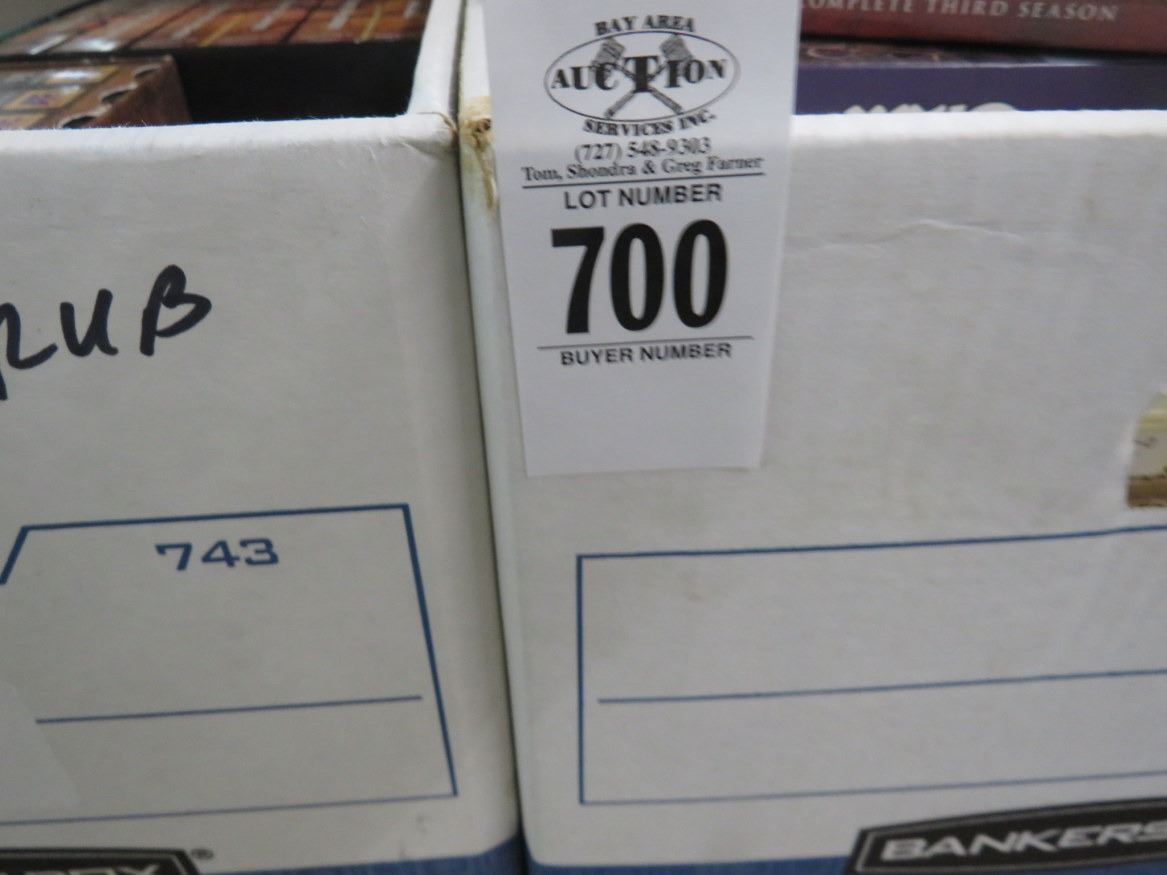 COMPLETE THIRD SEASON
BAY AREA
AUCTION
SERVICES INC.
(727) 548-9303
Tom, Shondra & Greg Farner
LOT NUMBER
700
BUYER NUMBER
RUB
743
BANKERS